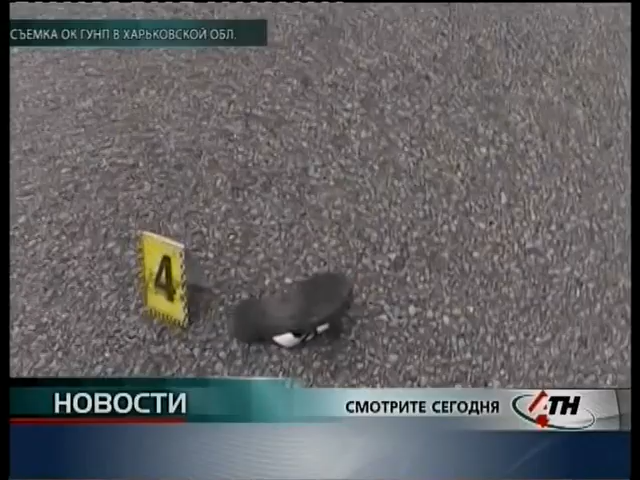 СЪЕМКА ОК ГУНП В ХАРЬКОВСКОЙ ОБЛ.
4
НОВОСТИ
СМОТРИТЕ СЕГОДНЯ
АТН